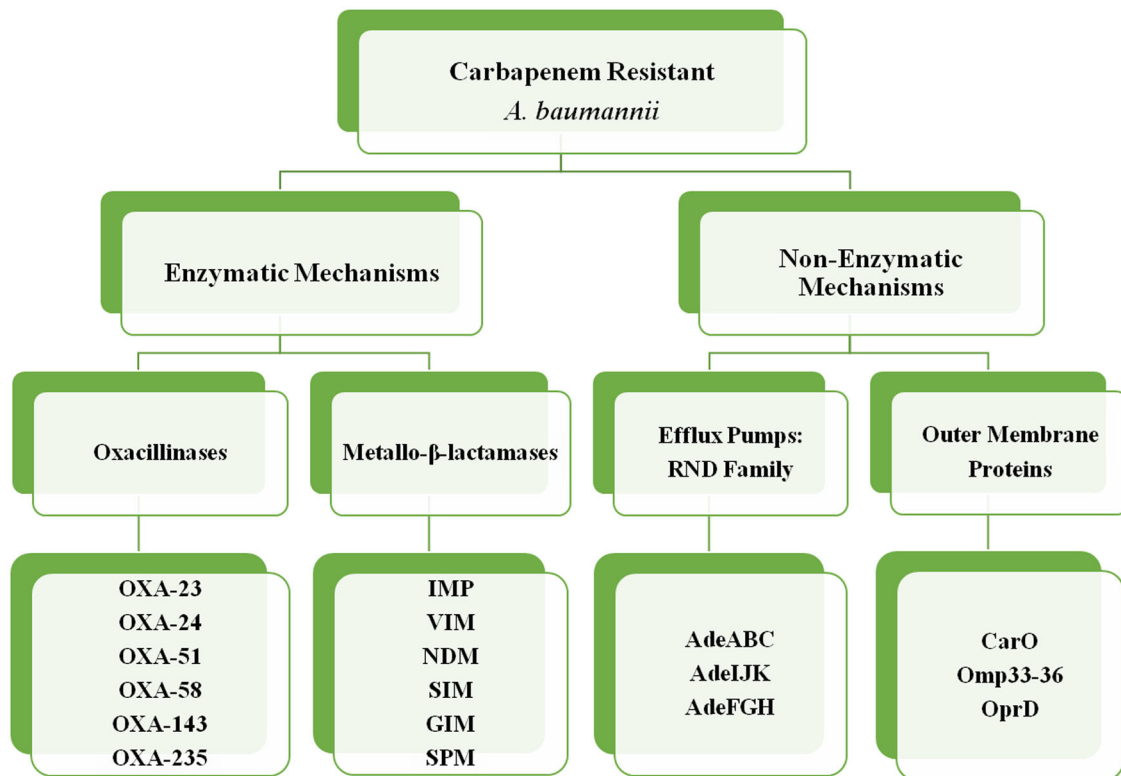 Carbapenem Resistant
A. baumannii
Enzymatic Mechanisms
Non-Enzymatic
Mechanisms
Oxacillinases
Metallo-β-lactamases
Efflux Pumps:
RND Family
Outer Membrane
Proteins
OXA-23
OXA-24
OXA-51
OXA-58
OXA-143
OXA-235
IMP
VIM
NDM
SIM
GIM
SPM
AdeABC
AdeIJK
AdeFGH
CarO
Omp33-36
OprD